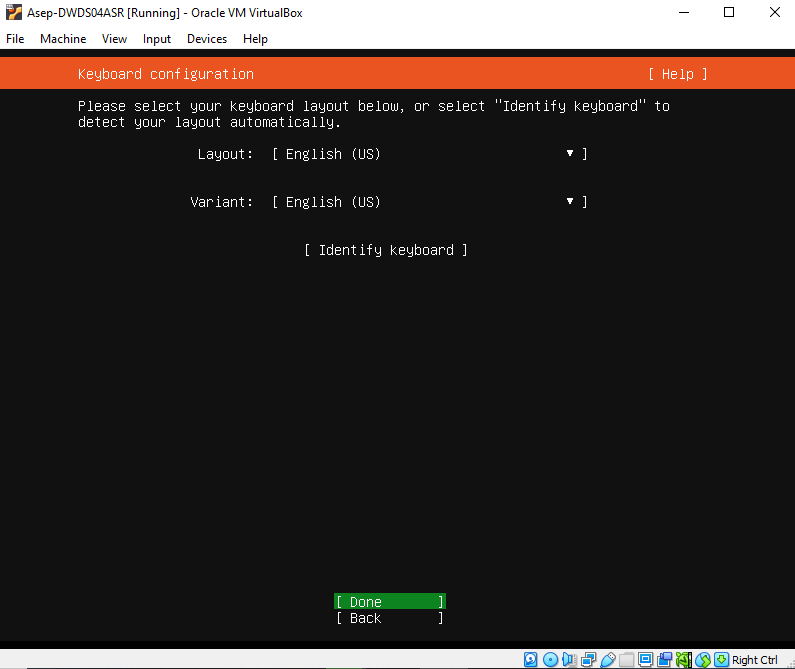 Asep-DWDS04ASR [Running] - Oracle VM VirtualBox
File Machine View Input Devices Help
Keyboard configuration [ Help ]
Please select your keyboard layout below, or select "Identify keyboard" to
detect your layout automatically.
Layout: [ English (US) ▾ ]
Variant: [ English (US) ▾ ]
[ Identify keyboard ]
[ Done ]
[ Back ]
Right Ctrl